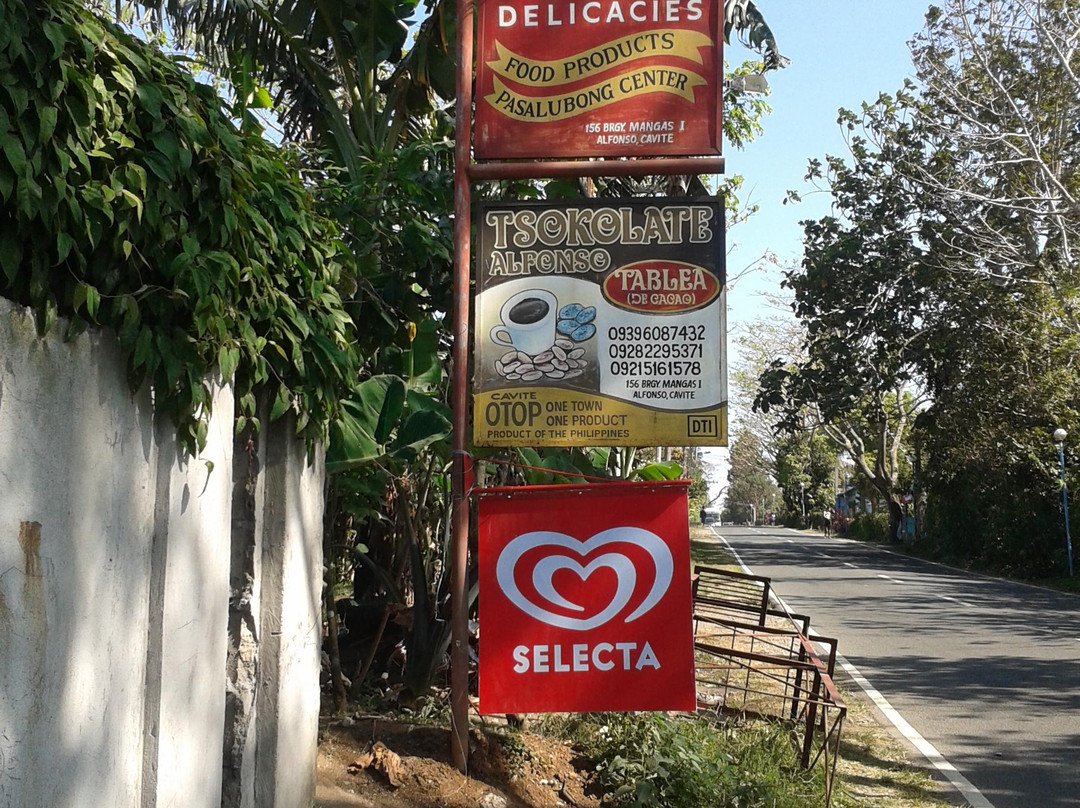 DELICACIES
FOOD PRODUCTS
PASALUBONG CENTER
156 BRGY. MANGAS I
ALFONSO, CAVITE
TSOKOLATE
ALFONSO
TABLEA
(DE CACAO)
09396087432
09282295371
09215161578
156 BRGY. MANGAS I
ALFONSO, CAVITE
CAVITE
OTOP ONE TOWN
ONE PRODUCT
PRODUCT OF THE PHILIPPINES
DTI
SELECTA